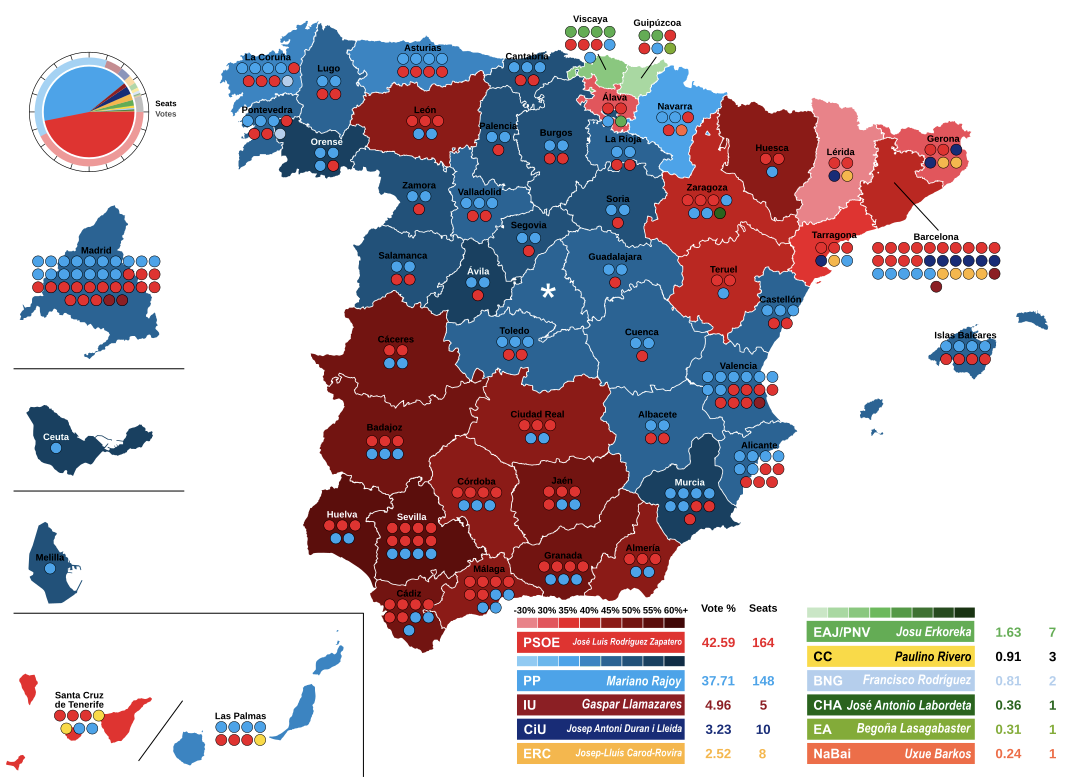 Viscaya
Guipúzcoa
La Coruña
Lugo
Asturias
Cantabria
Seats
Votes
Pontevedra
Orense
León
Palencia
Burgos
Álava
Navarra
La Rioja
Huesca
Lérida
Gerona
Zamora
Valladolid
Soria
Zaragoza
Segovia
Tarragona
Barcelona
Madrid
Salamanca
Ávila
Guadalajara
Teruel
*
Castellón
Cáceres
Toledo
Cuenca
Islas Baleares
Valencia
Ceuta
Badajoz
Ciudad Real
Albacete
Alicante
Córdoba
Jaén
Murcia
Huelva
Sevilla
Melilla
Granada
Almería
Málaga
Cádiz
-30% 30% 35% 40% 45% 50% 55% 60%+ Vote % Seats
PSOE José Luis Rodríguez Zapatero 42.59 164
PP Mariano Rajoy 37.71 148
IU Gaspar Llamazares 4.96 5
CiU Josep Antoni Duran i Lleida 3.23 10
ERC Josep-Lluís Carod-Rovira 2.52 8
EAJ/PNV Josu Erkoreka 1.63 7
CC Paulino Rivero 0.91 3
BNG Francisco Rodríguez 0.81 2
CHA José Antonio Labordeta 0.36 1
EA Begoña Lasagabaster 0.31 1
NaBai Uxue Barkos 0.24 1
Santa Cruz
de Tenerife
Las Palmas